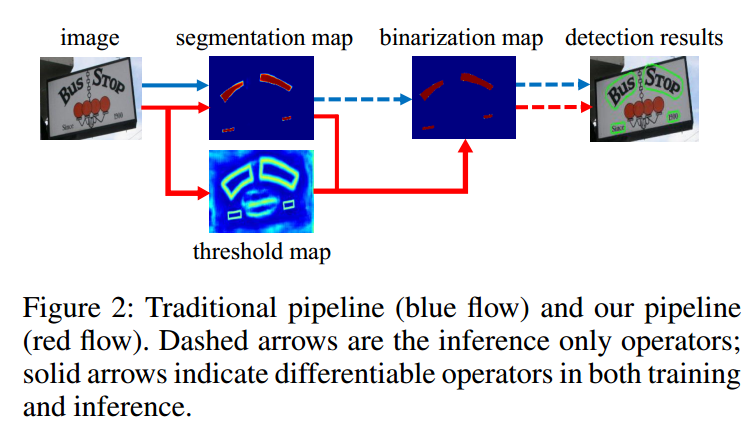 image
segmentation map
binarization map
detection results
BUS STOP
Since 1900
threshold map
Figure 2: Traditional pipeline (blue flow) and our pipeline
(red flow). Dashed arrows are the inference only operators;
solid arrows indicate differentiable operators in both training
and inference.